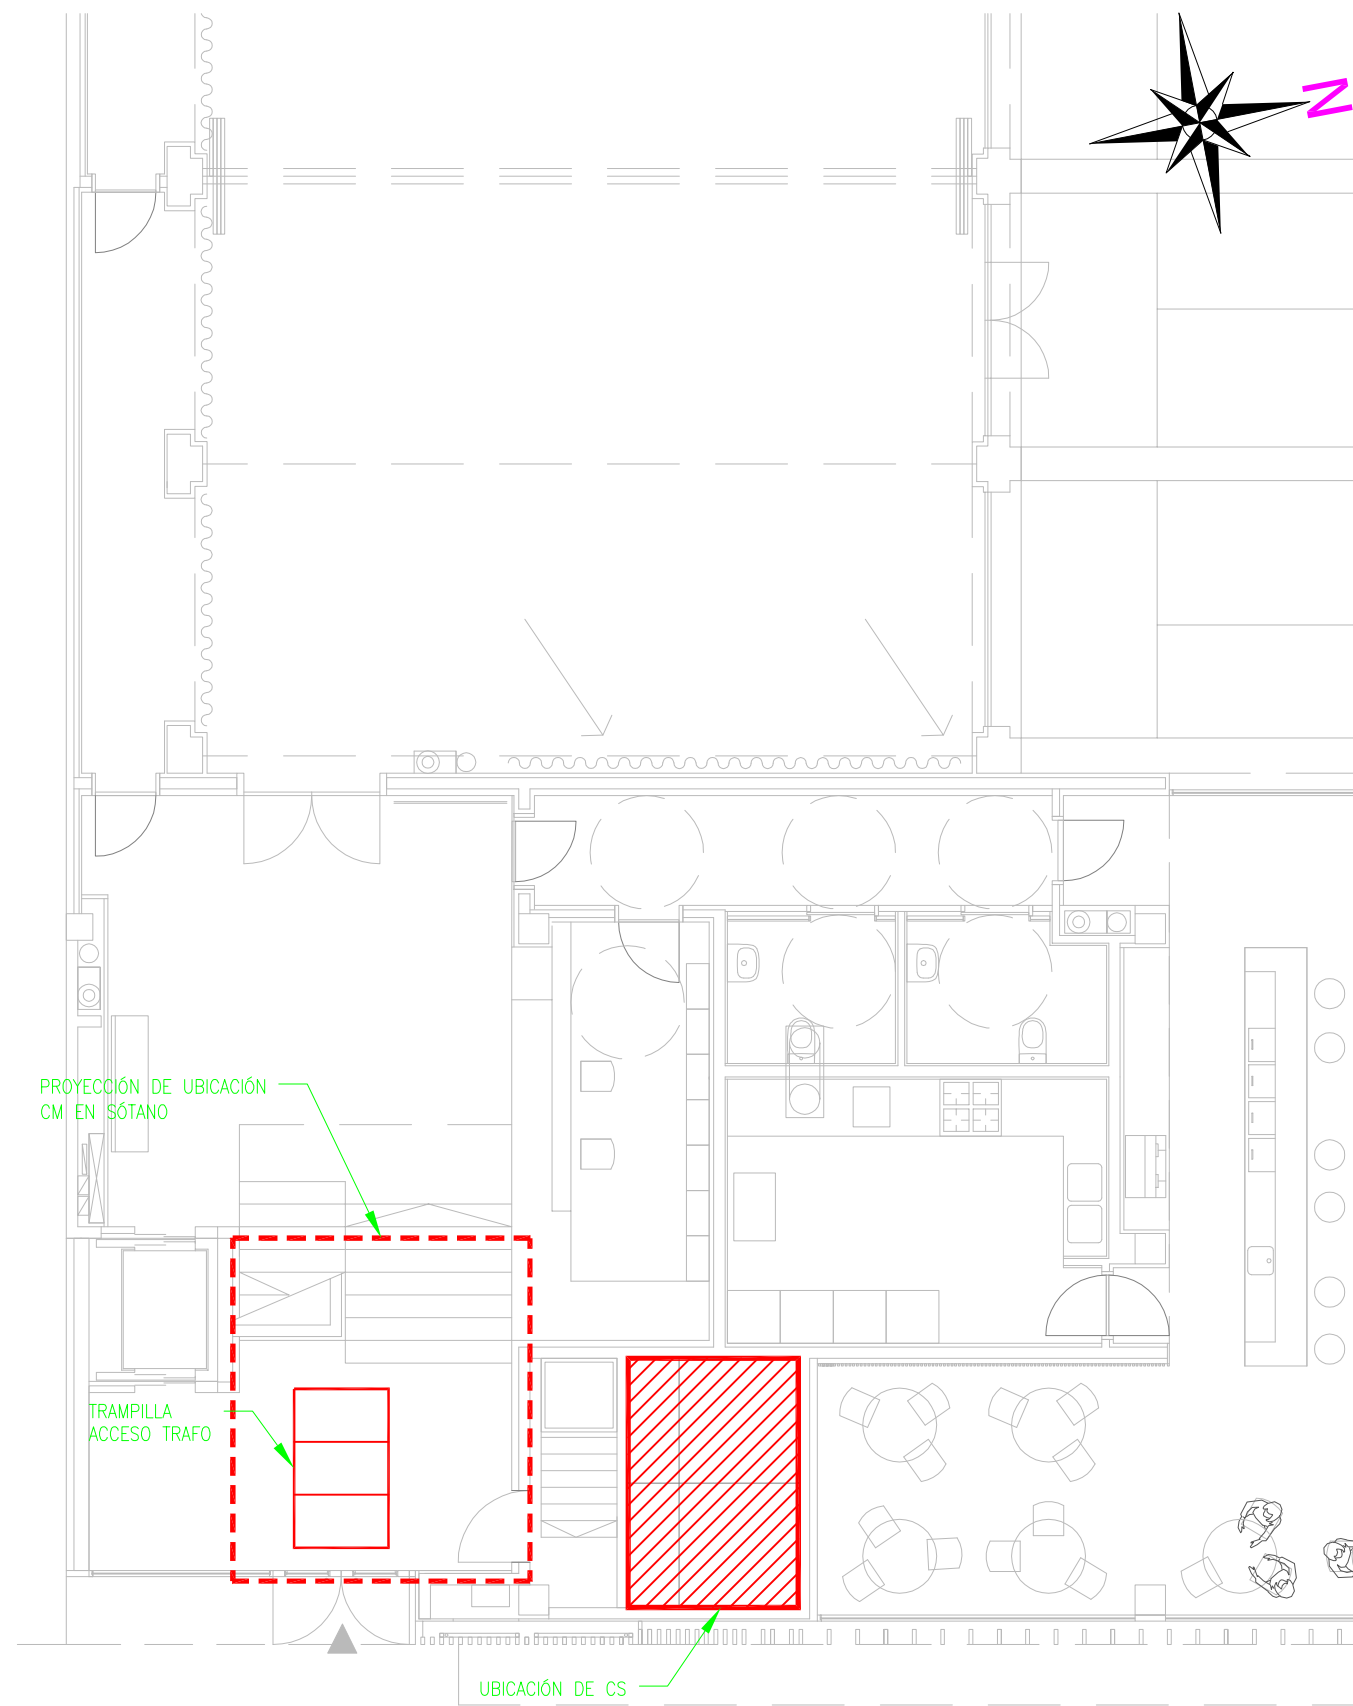 N
PROYECCIÓN DE UBICACIÓN
CM EN SÓTANO
TRAMPILLA
ACCESO TRAFO
UBICACIÓN DE CS